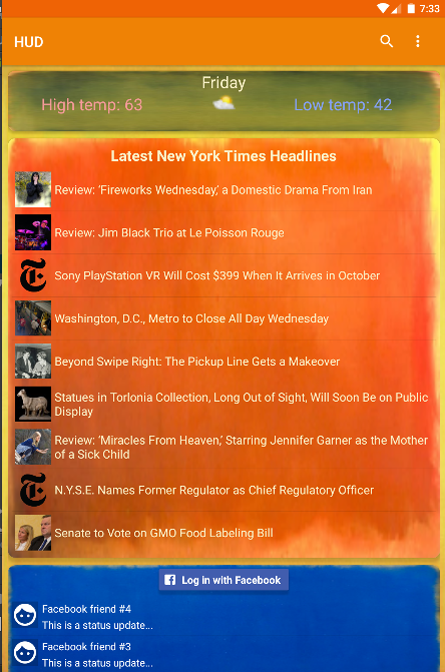 7:33
HUD
Friday
High temp: 63
Low temp: 42
Latest New York Times Headlines
Review: ‘Fireworks Wednesday,’ a Domestic Drama From Iran
Review: Jim Black Trio at Le Poisson Rouge
Sony PlayStation VR Will Cost $399 When It Arrives in October
Washington, D.C., Metro to Close All Day Wednesday
Beyond Swipe Right: The Pickup Line Gets a Makeover
Statues in Torlonia Collection, Long Out of Sight, Will Soon Be on Public
Display
Review: ‘Miracles From Heaven,’ Starring Jennifer Garner as the Mother
of a Sick Child
N.Y.S.E. Names Former Regulator as Chief Regulatory Officer
Senate to Vote on GMO Food Labeling Bill
Log in with Facebook
Facebook friend #4
This is a status update...
Facebook friend #3
This is a status update...